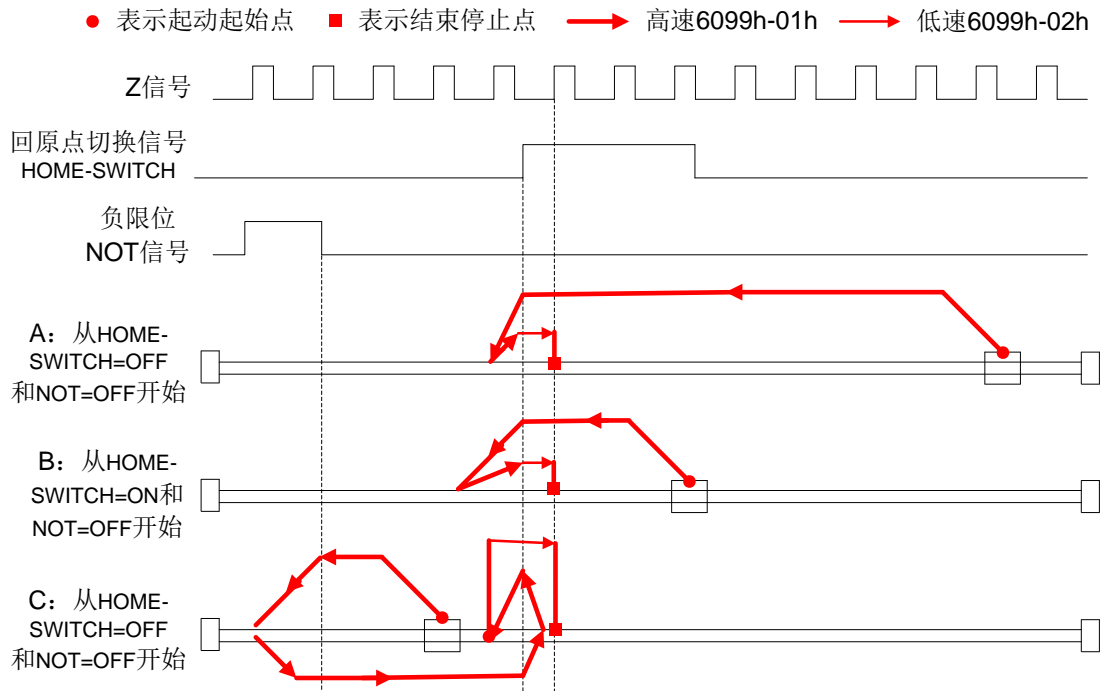 表示起动起始点 表示结束停止点 高速6099h-01h 低速6099h-02h
Z信号
回原点切换信号
HOME-SWITCH
负限位
NOT信号
A：从HOME-
SWITCH=OFF
和NOT=OFF开始
B：从HOME-
SWITCH=ON和
NOT=OFF开始
C：从HOME-
SWITCH=OFF
和NOT=OFF开始